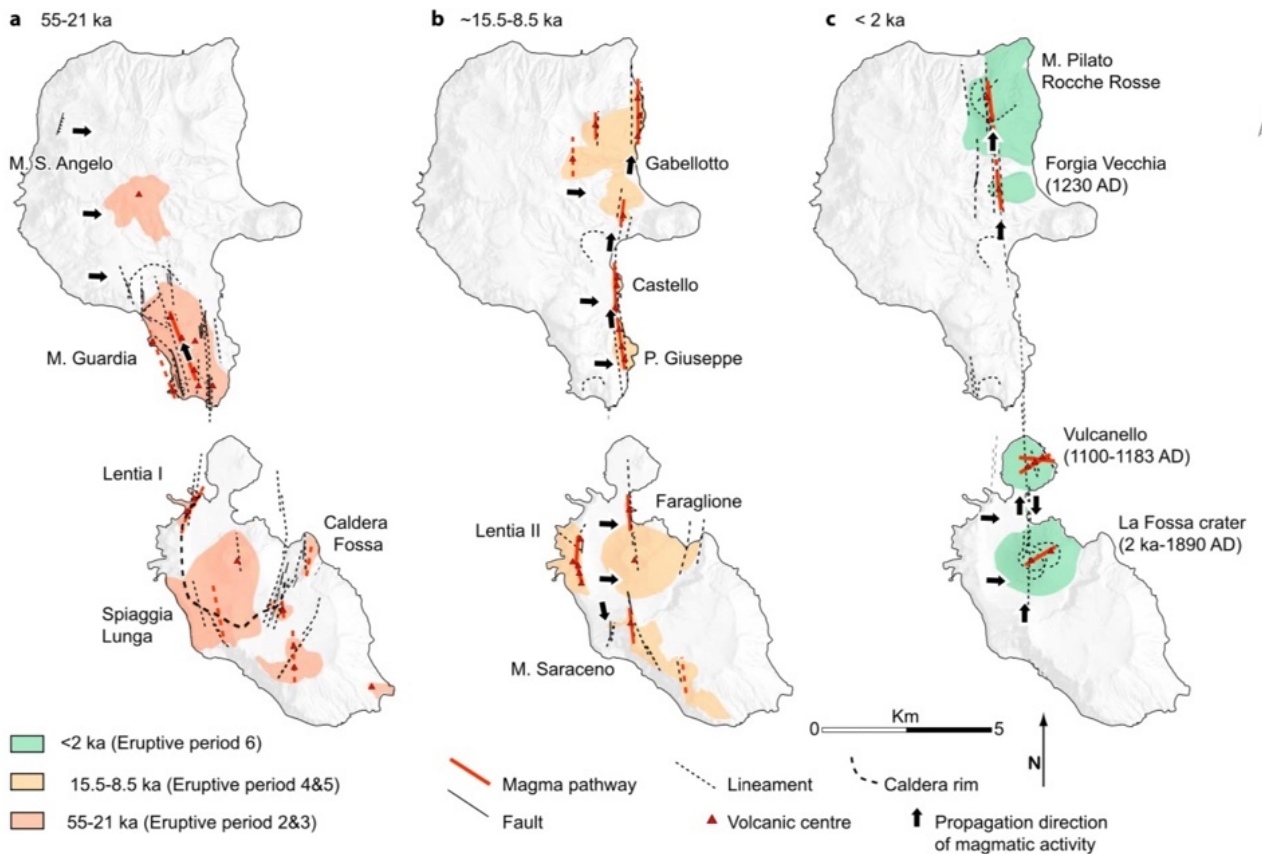 a 55-21 ka
M. S. Angelo
M. Guardia
Lentia I
Caldera
Fossa
Spiaggia
Lunga
b ~15.5-8.5 ka
Gabellotto
Castello
P. Giuseppe
Faraglione
Lentia II
M. Saraceno
c < 2 ka
M. Pilato
Rocche Rosse
Forgia Vecchia
(1230 AD)
Vulcanello
(1100-1183 AD)
La Fossa crater
(2 ka-1890 AD)
Km
0 5
N
<2 ka (Eruptive period 6)
15.5-8.5 ka (Eruptive period 4&5)
55-21 ka (Eruptive period 2&3)
Magma pathway
Fault
Lineament
Volcanic centre
Caldera rim
Propagation direction
of magmatic activity